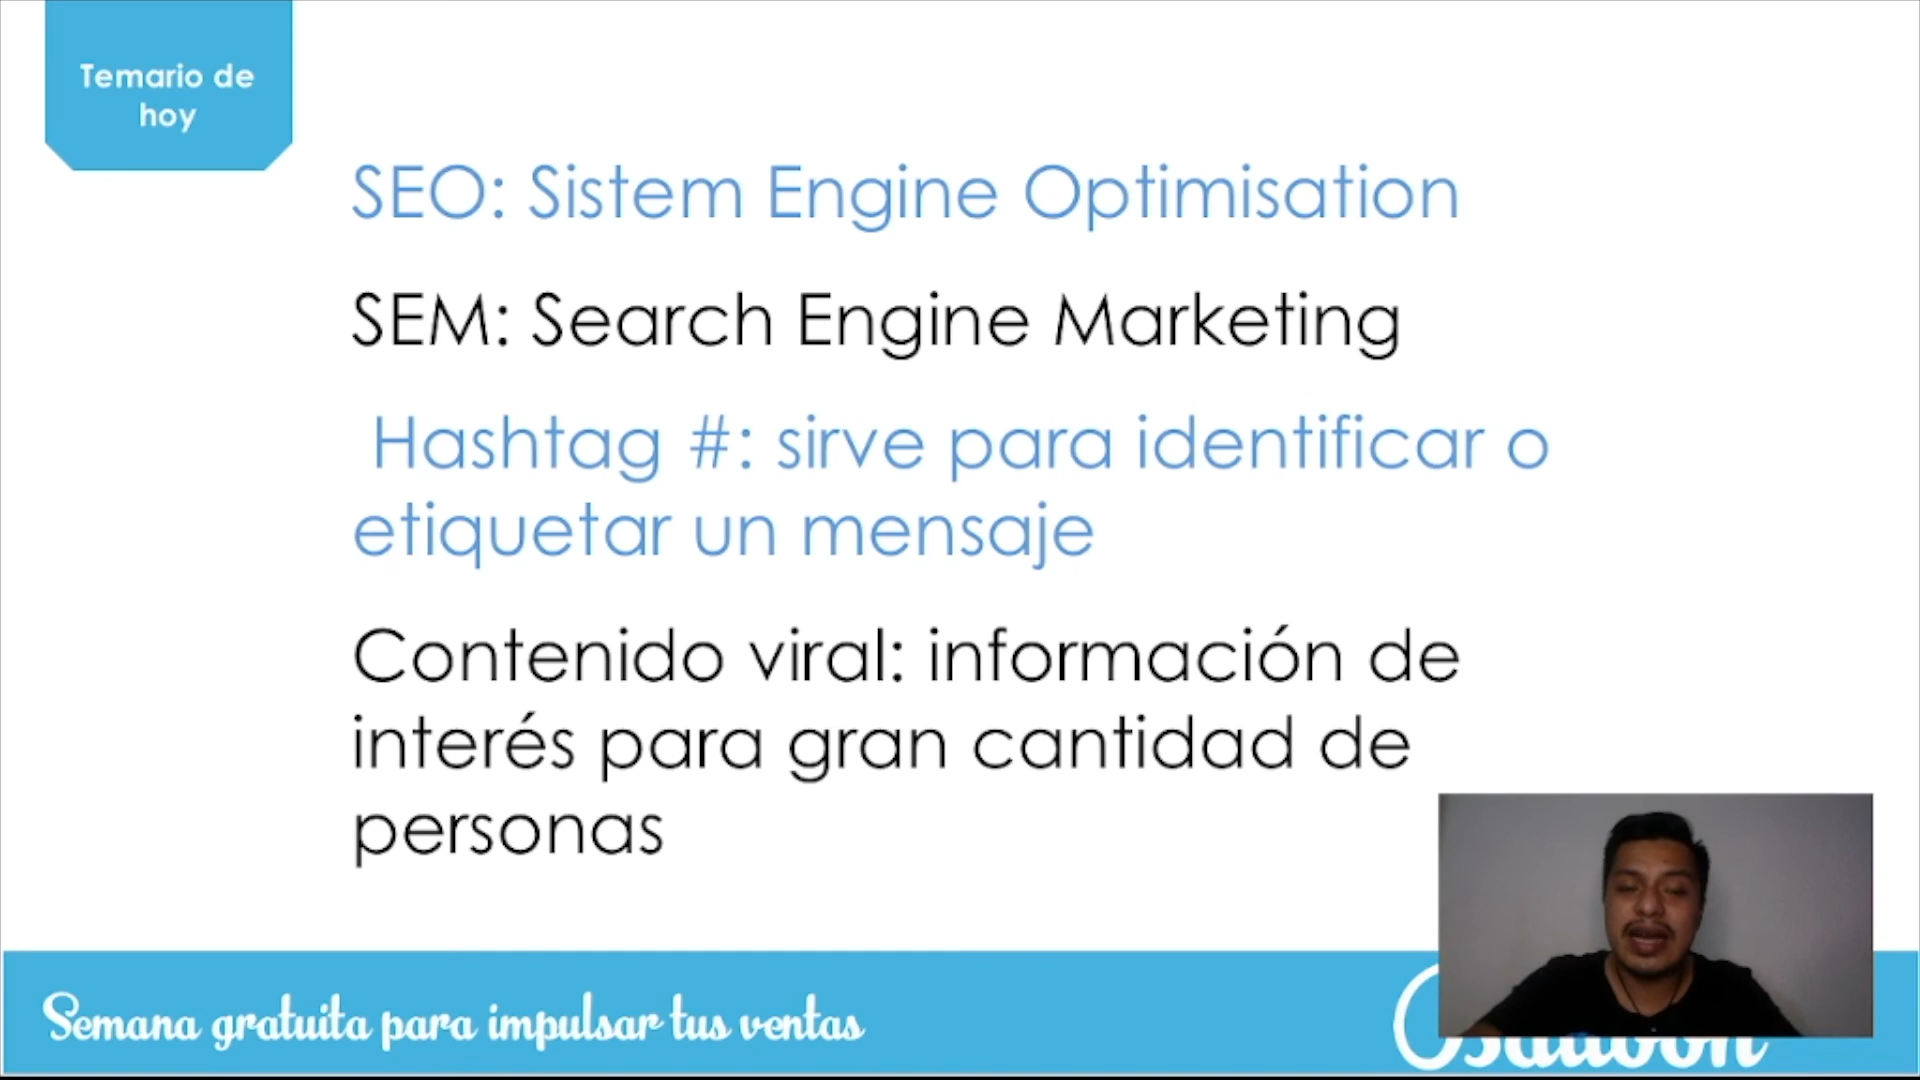 Temario de
hoy
SEO: Sistem Engine Optimisation
SEM: Search Engine Marketing
Hashtag #: sirve para identificar o
etiquetar un mensaje
Contenido viral: información de
interés para gran cantidad de
personas
Semana gratuita para impulsar tus ventas